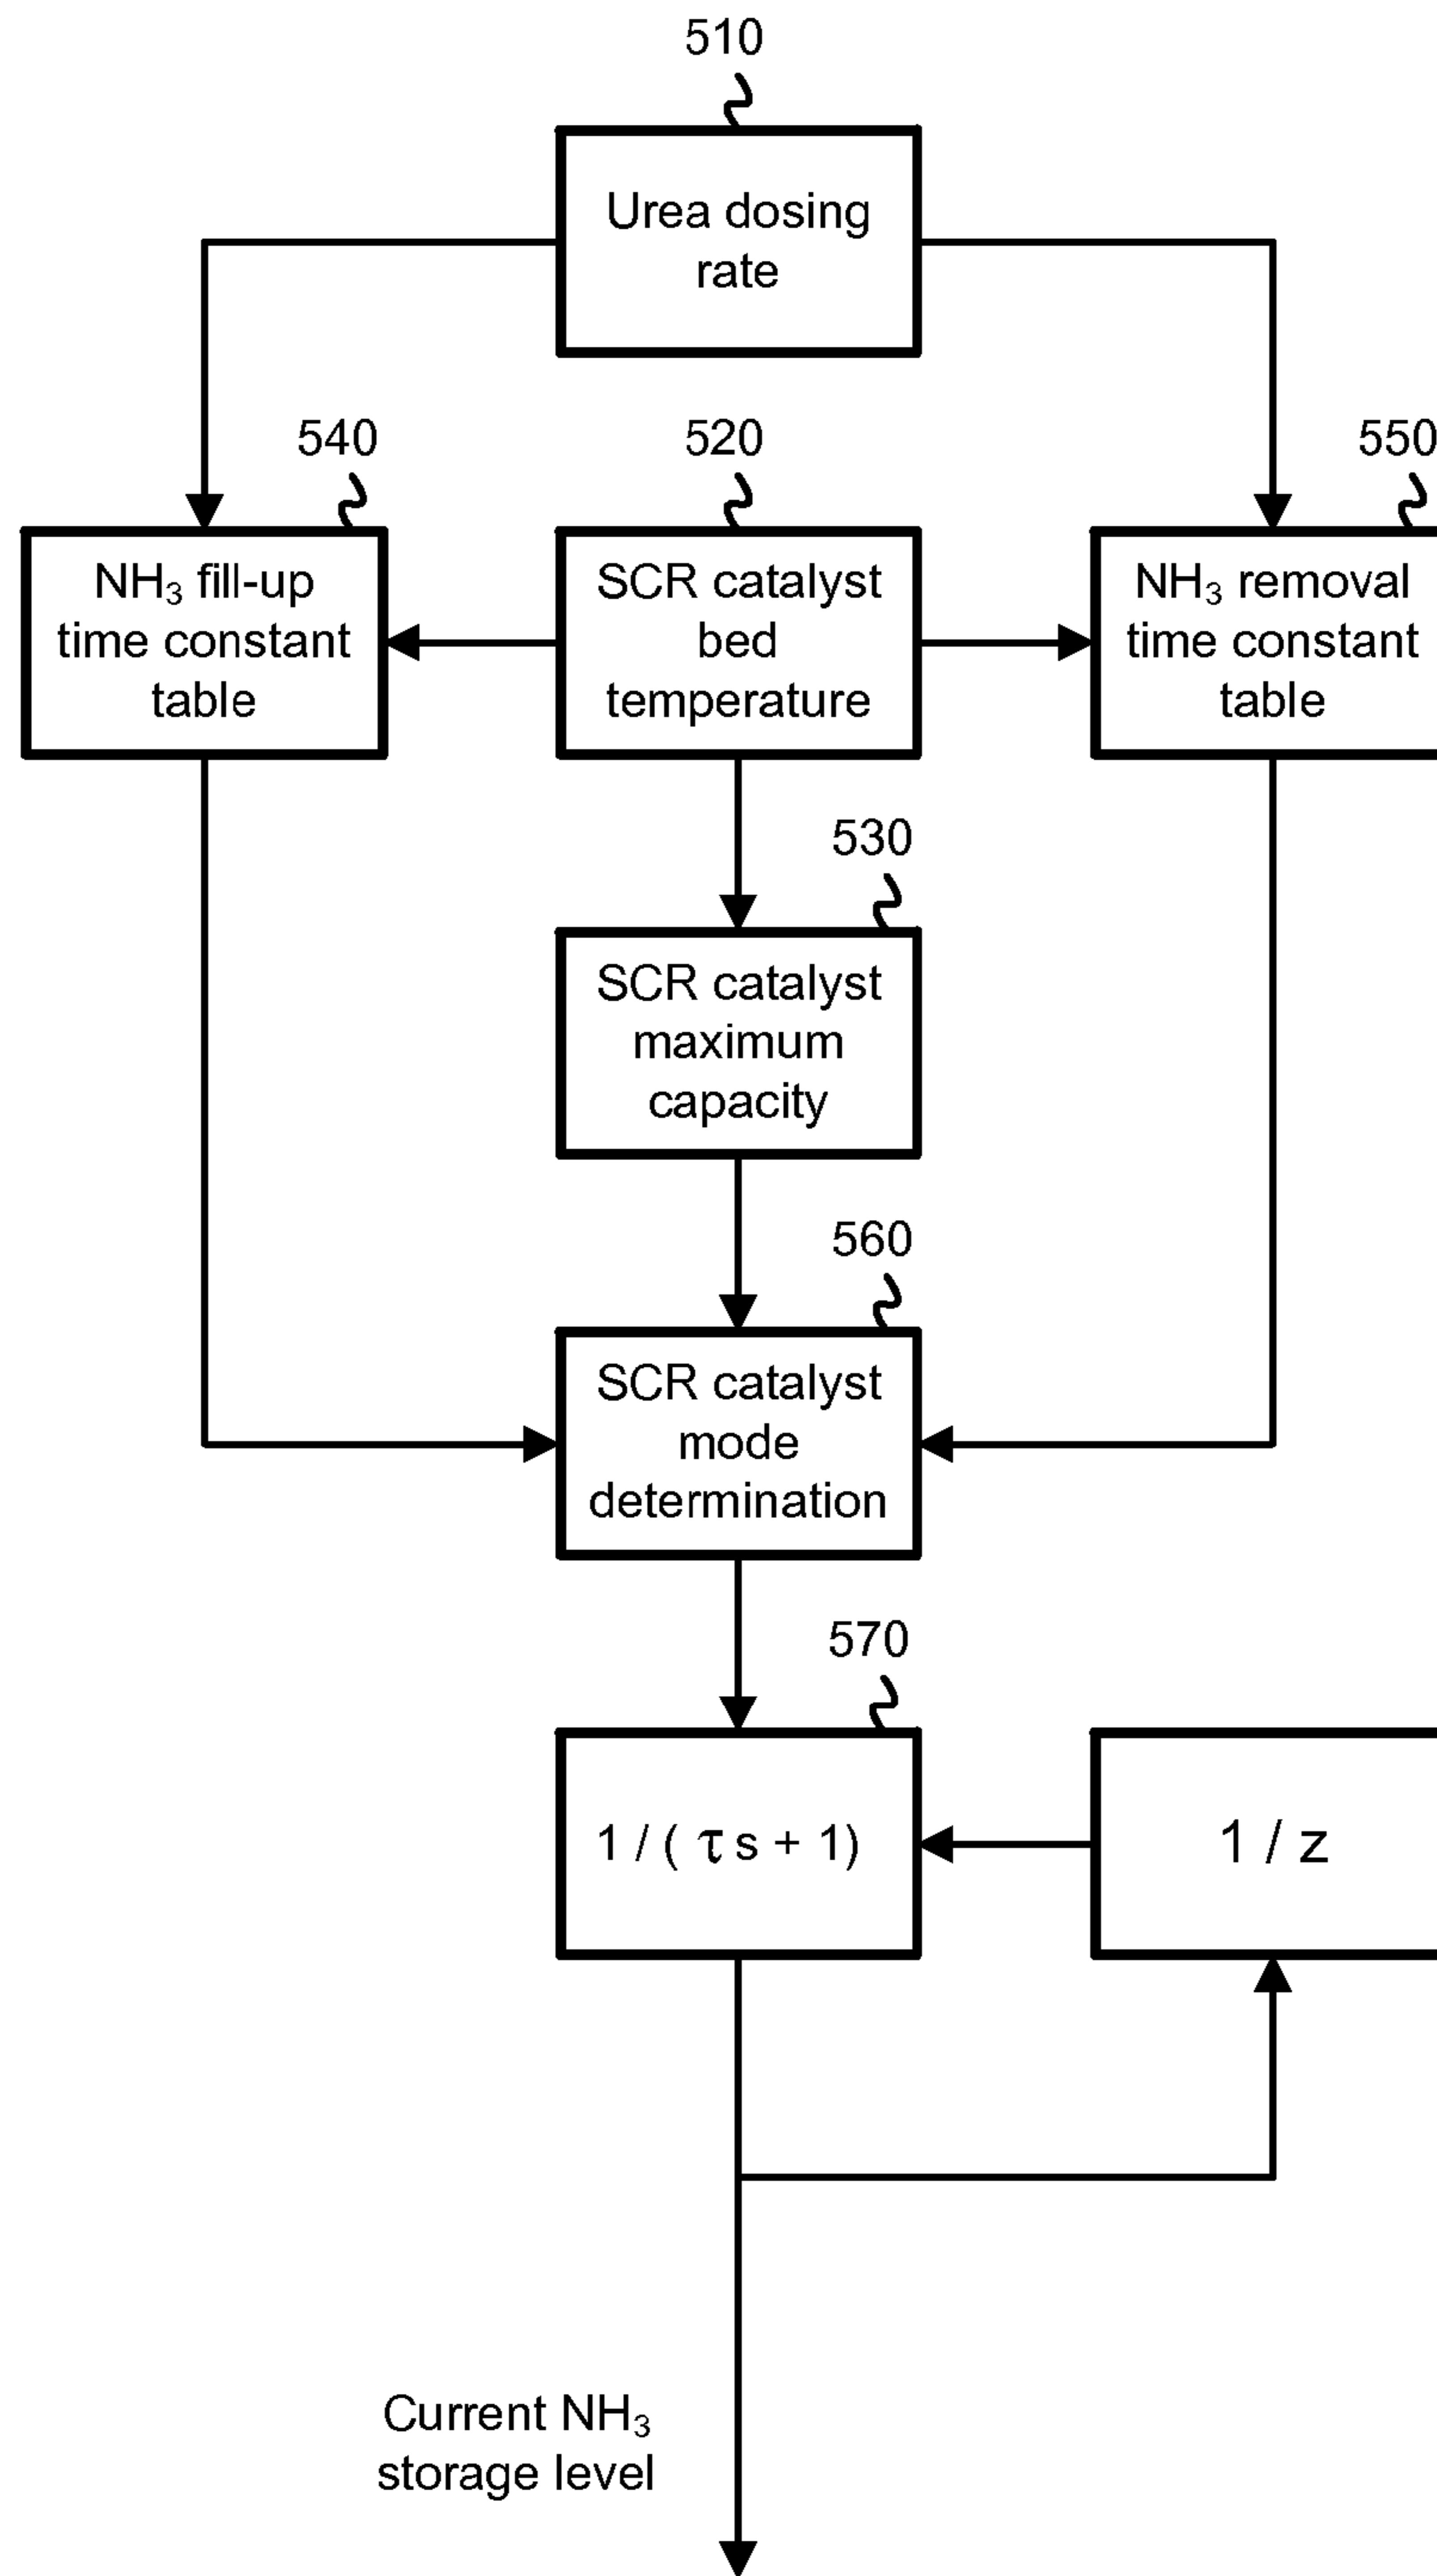 510
Urea dosing
rate
540
520
550
NH₃ fill-up
time constant
table
SCR catalyst
bed
temperature
NH₃ removal
time constant
table
530
SCR catalyst
maximum
capacity
560
SCR catalyst
mode
determination
570
1 / ( τ s + 1)
1 / z
Current NH₃
storage level